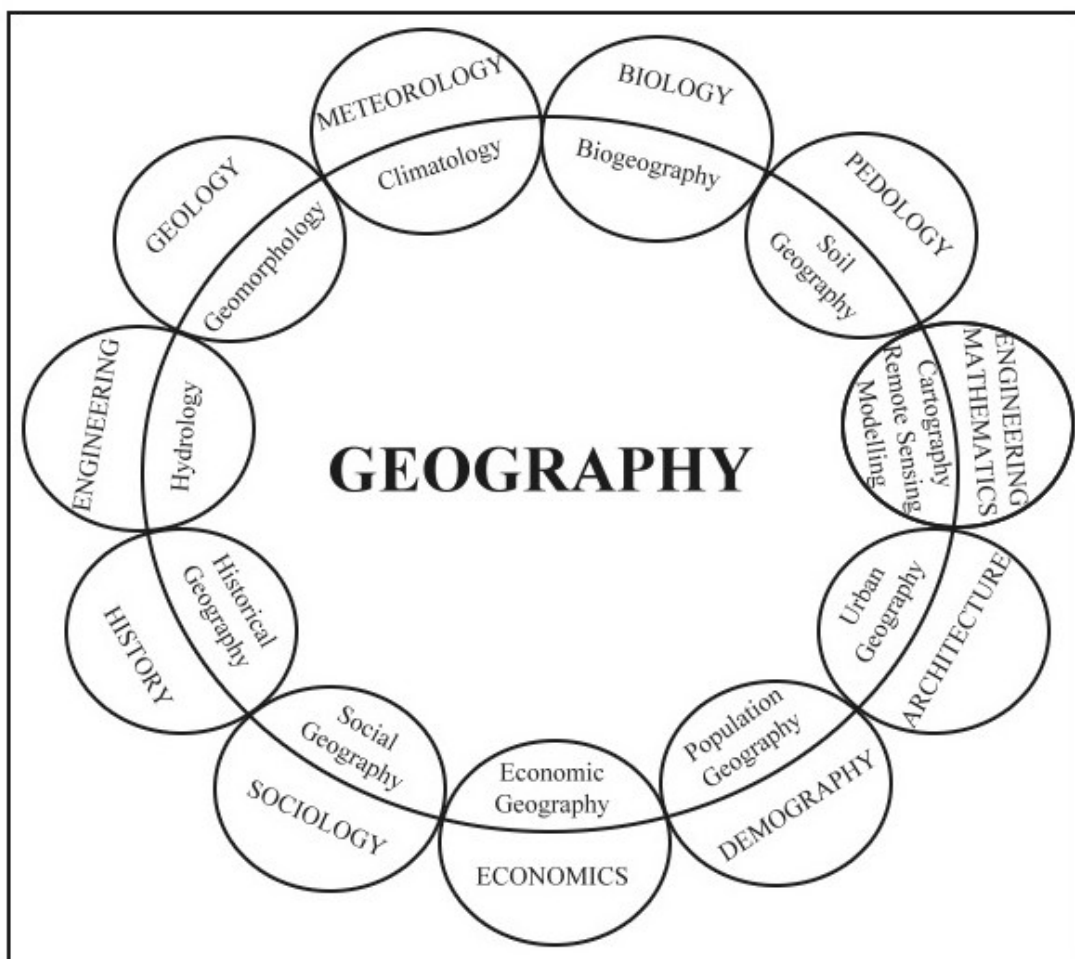 METEOROLOGY
Climatology
BIOLOGY
Biogeography
PEDOLOGY
Soil
Geography
ENGINEERING
MATHEMATICS
Cartography
Remote Sensing
Modelling
ARCHITECTURE
Urban
Geography
DEMOGRAPHY
Population
Geography
Economic
Geography
ECONOMICS
Social
Geography
SOCIOLOGY
Historical
Geography
HISTORY
ENGINEERING
Hydrology
GEOLOGY
Geomorphology
GEOGRAPHY